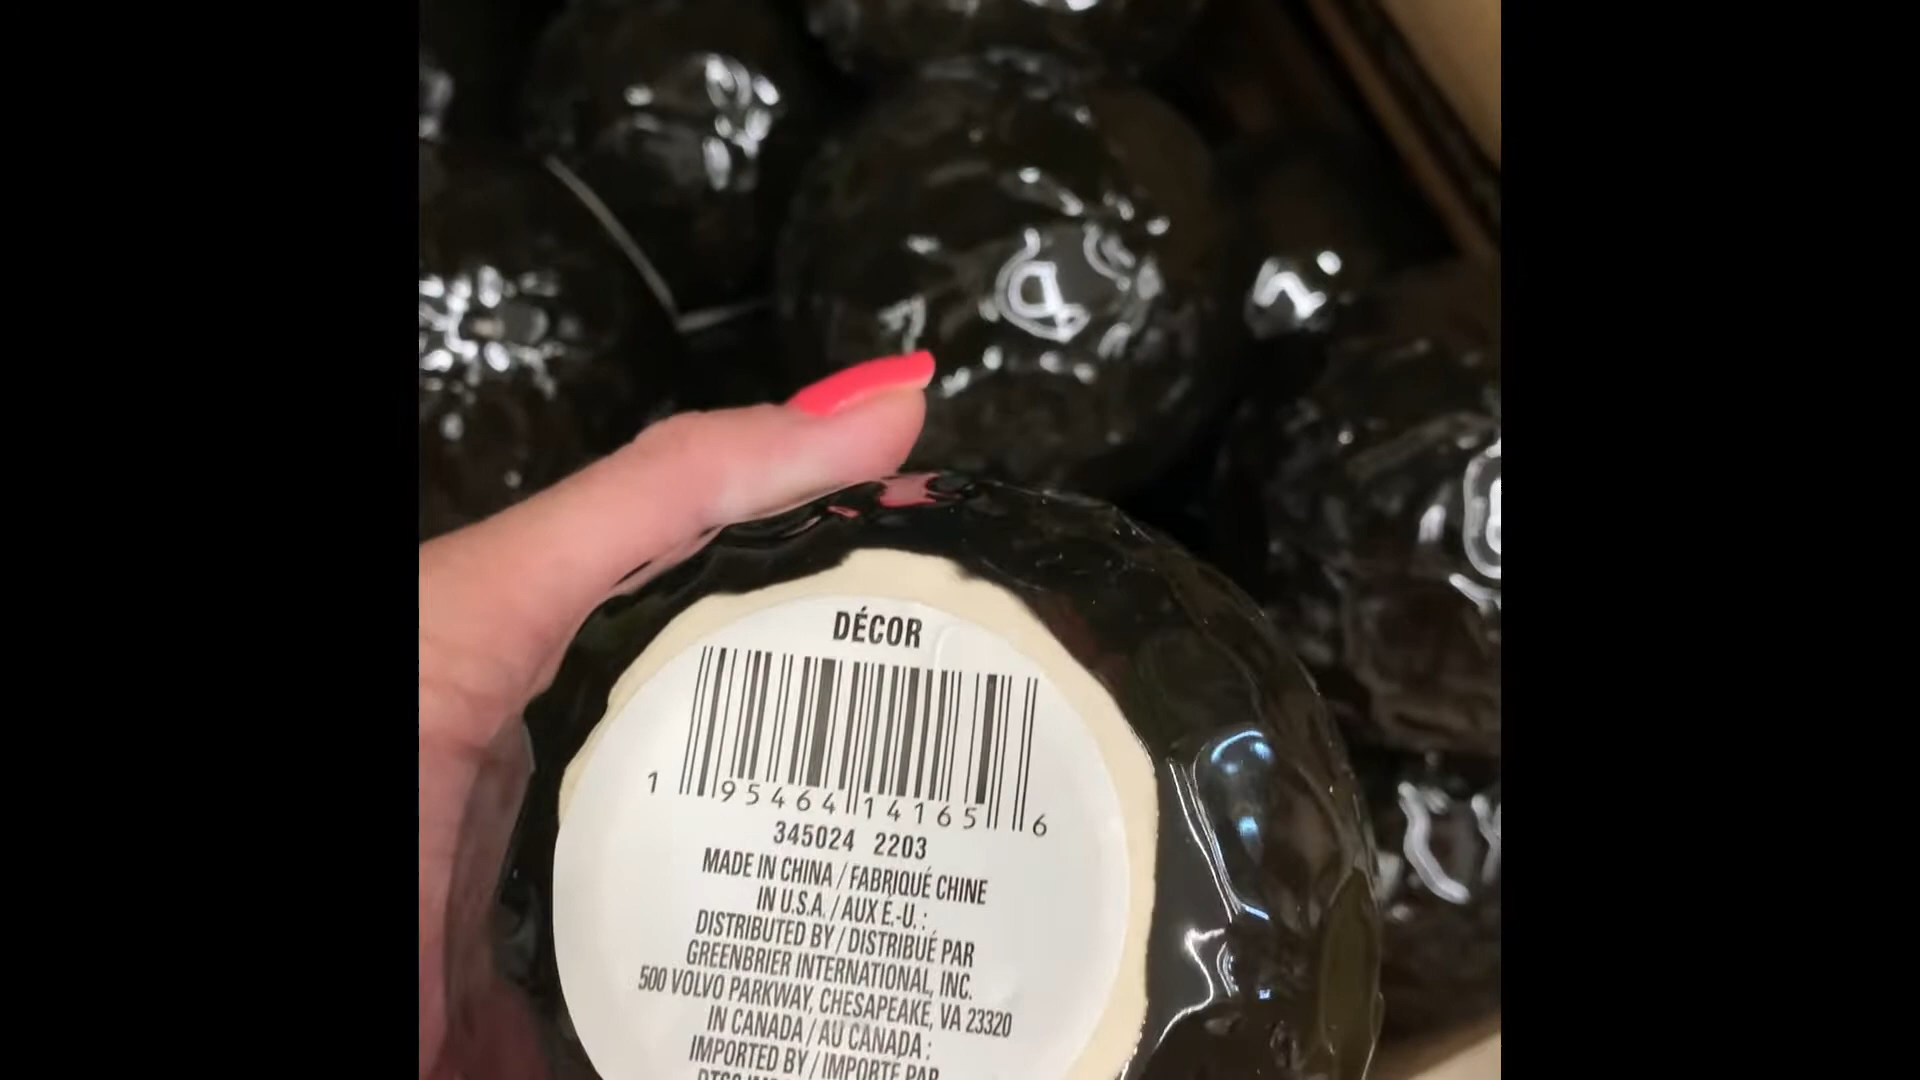 DÉCOR
1 95464 14165 6
345024 2203
MADE IN CHINA / FABRIQUÉ CHINE
IN U.S.A. / AUX É.-U. :
DISTRIBUTED BY / DISTRIBUÉ PAR
GREENBRIER INTERNATIONAL, INC.
500 VOLVO PARKWAY, CHESAPEAKE, VA 23320
IN CANADA / AU CANADA :
IMPORTED BY / IMPORTÉ PAR